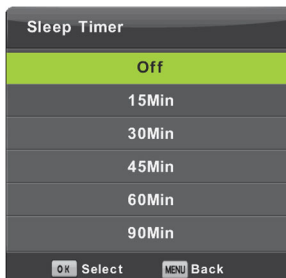 Sleep Timer
Off
15Min
30Min
45Min
60Min
90Min
OK Select MENU Back